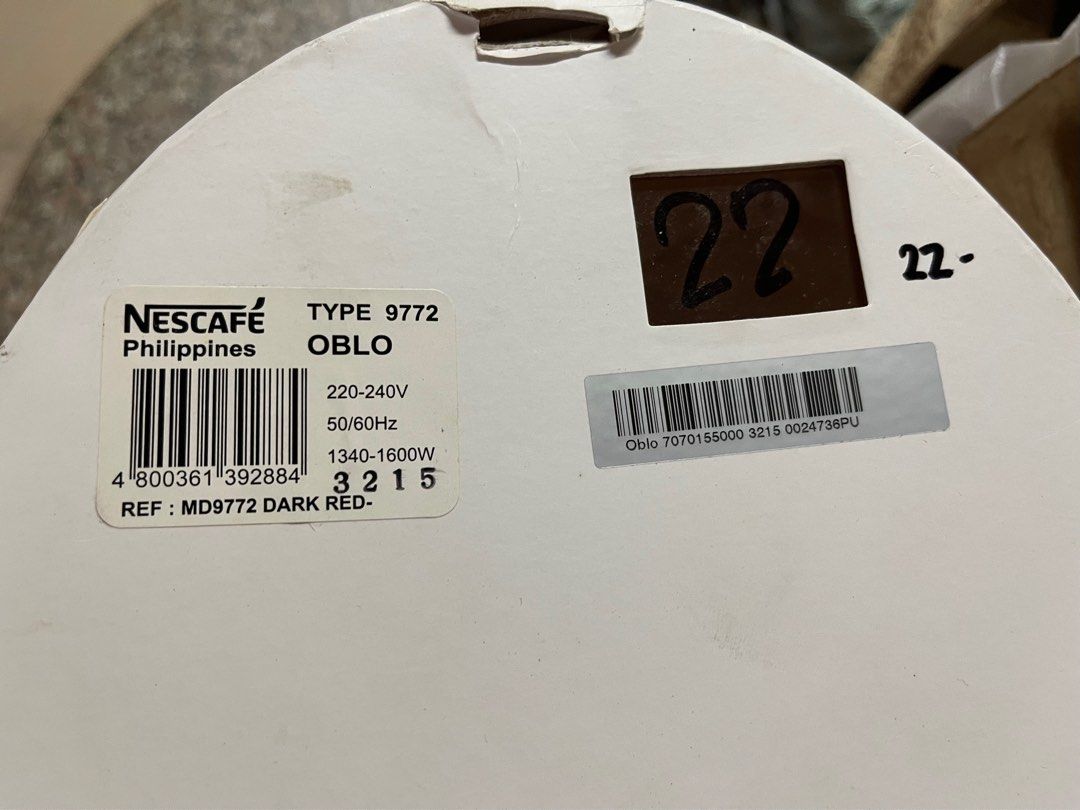 22
22-
NESCAFÉ
Philippines
TYPE 9772
OBLO
220-240V
50/60Hz
1340-1600W
4 800361 392884
3215
REF : MD9772 DARK RED-
Oblo 7070155000 3215 0024736PU